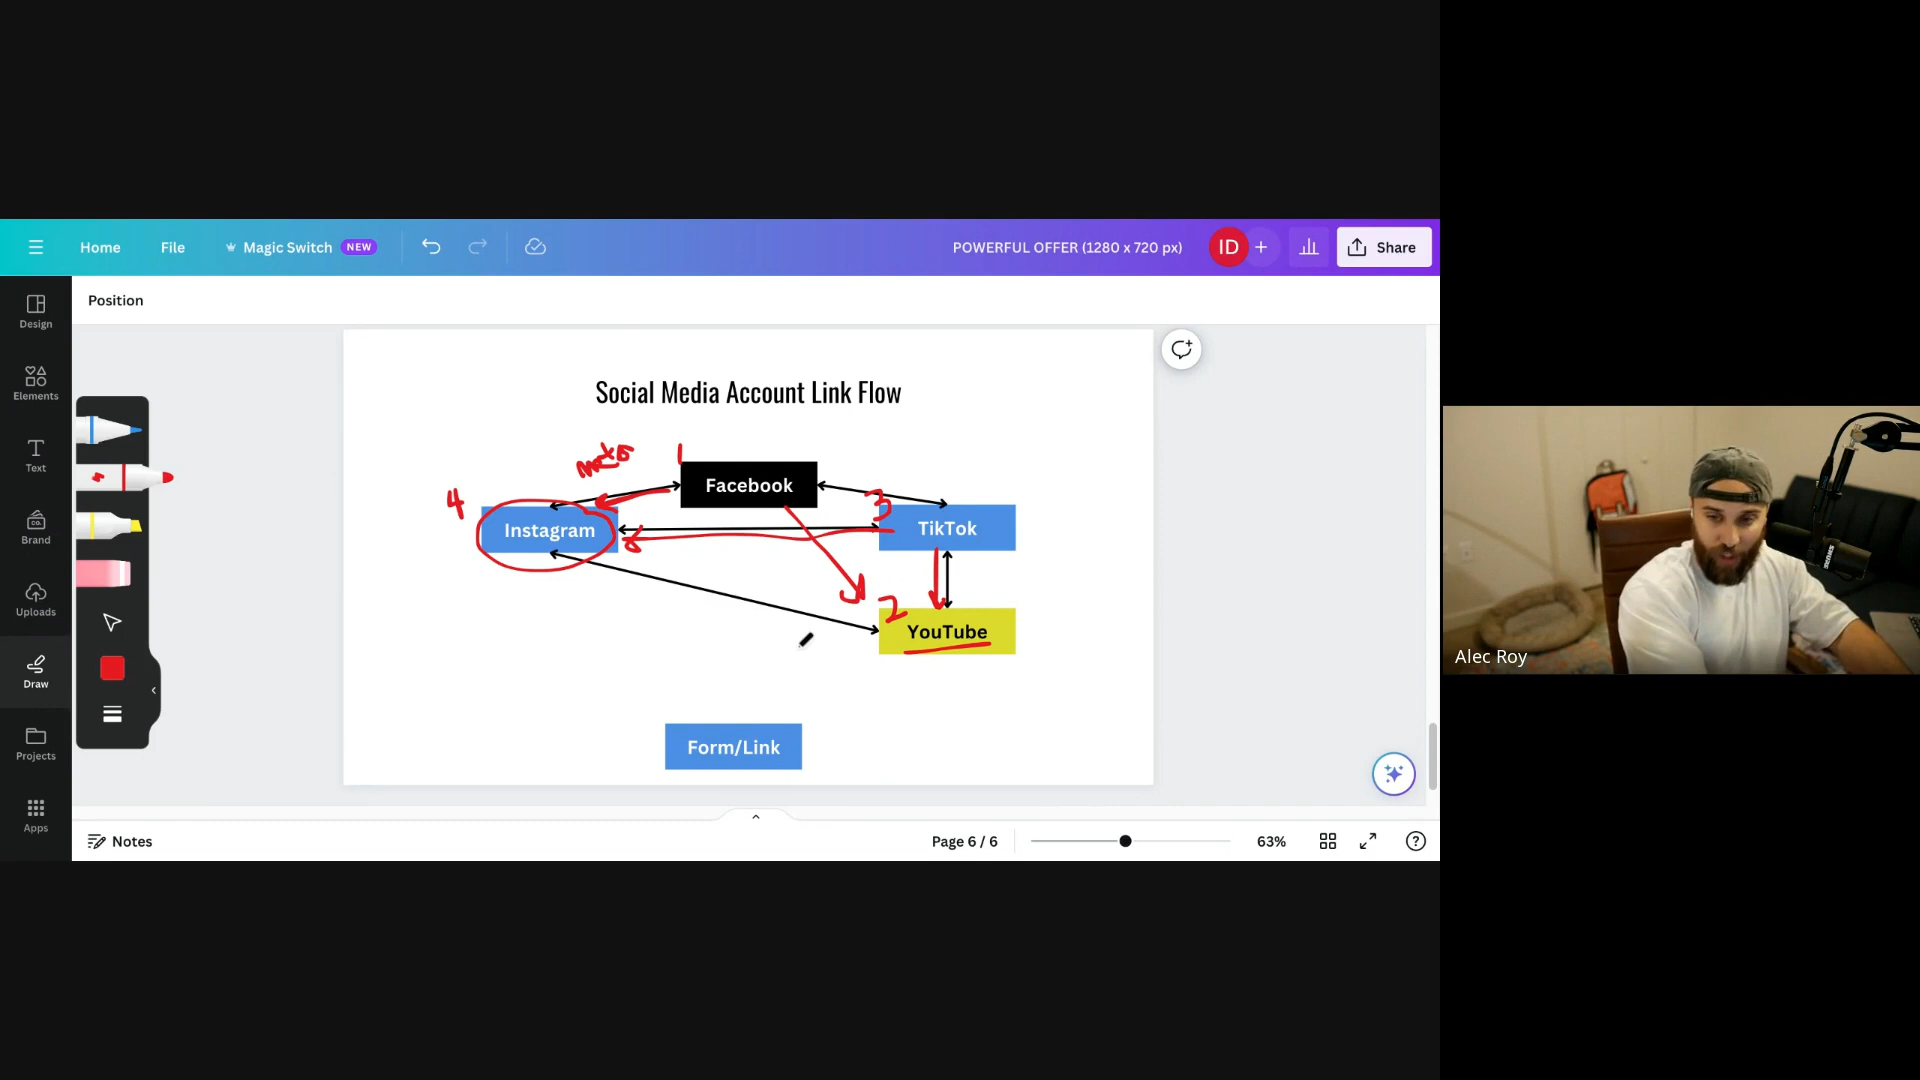 Home File Magic Switch NEW POWERFUL OFFER (1280 x 720 px) ID + Share
Position
Design
Elements
Text
Brand
CO.
Uploads
Draw
Projects
Apps
Social Media Account Link Flow
1
Facebook
4
Instagram
3
TikTok
2
YouTube
Form/Link
Notes Page 6 / 6 63% ?
SHURE
Alec Roy